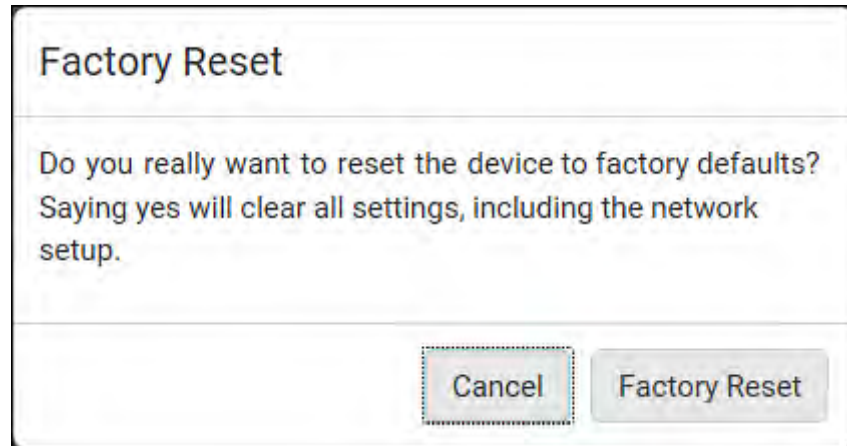 Factory Reset
Do you really want to reset the device to factory defaults?
Saying yes will clear all settings, including the network
setup.
Cancel Factory Reset